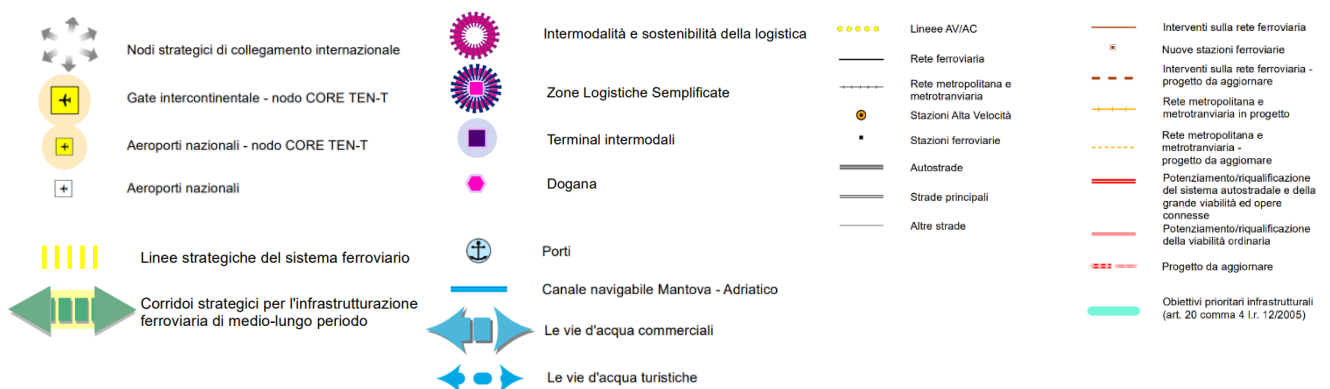 Nodi strategici di collegamento internazionale
Gate intercontinentale - nodo CORE TEN-T
Aeroporti nazionali - nodo CORE TEN-T
Aeroporti nazionali
Linee strategiche del sistema ferroviario
Corridoi strategici per l'infrastrutturazione
ferroviaria di medio-lungo periodo
Intermodalità e sostenibilità della logistica
Zone Logistiche Semplificate
Terminal intermodali
Dogana
Porti
Canale navigabile Mantova - Adriatico
Le vie d'acqua commerciali
Le vie d'acqua turistiche
Lineee AV/AC
Rete ferroviaria
Rete metropolitana e
metrotranviaria
Stazioni Alta Velocità
Stazioni ferroviarie
Autostrade
Strade principali
Altre strade
Interventi sulla rete ferroviaria
Nuove stazioni ferroviarie
Interventi sulla rete ferroviaria -
progetto da aggiornare
Rete metropolitana e
metrotranviaria in progetto
Rete metropolitana e
metrotranviaria -
progetto da aggiornare
Potenziamento/riqualificazione
del sistema autostradale e della
grande viabilità ed opere
connesse
Potenziamento/riqualificazione
della viabilità ordinaria
Progetto da aggiornare
Obiettivi prioritari infrastrutturali
(art. 20 comma 4 l.r. 12/2005)